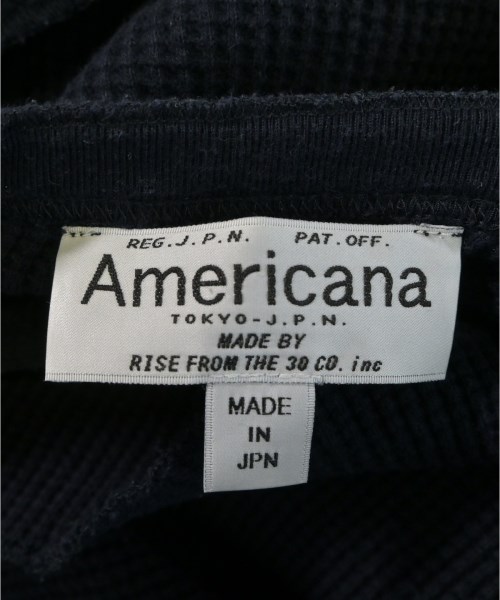 REG.J.P.N. PAT.OFF.
Americana
TOKYO-J.P.N.
MADE BY
RISE FROM THE 30 CO. inc
MADE
IN
JPN